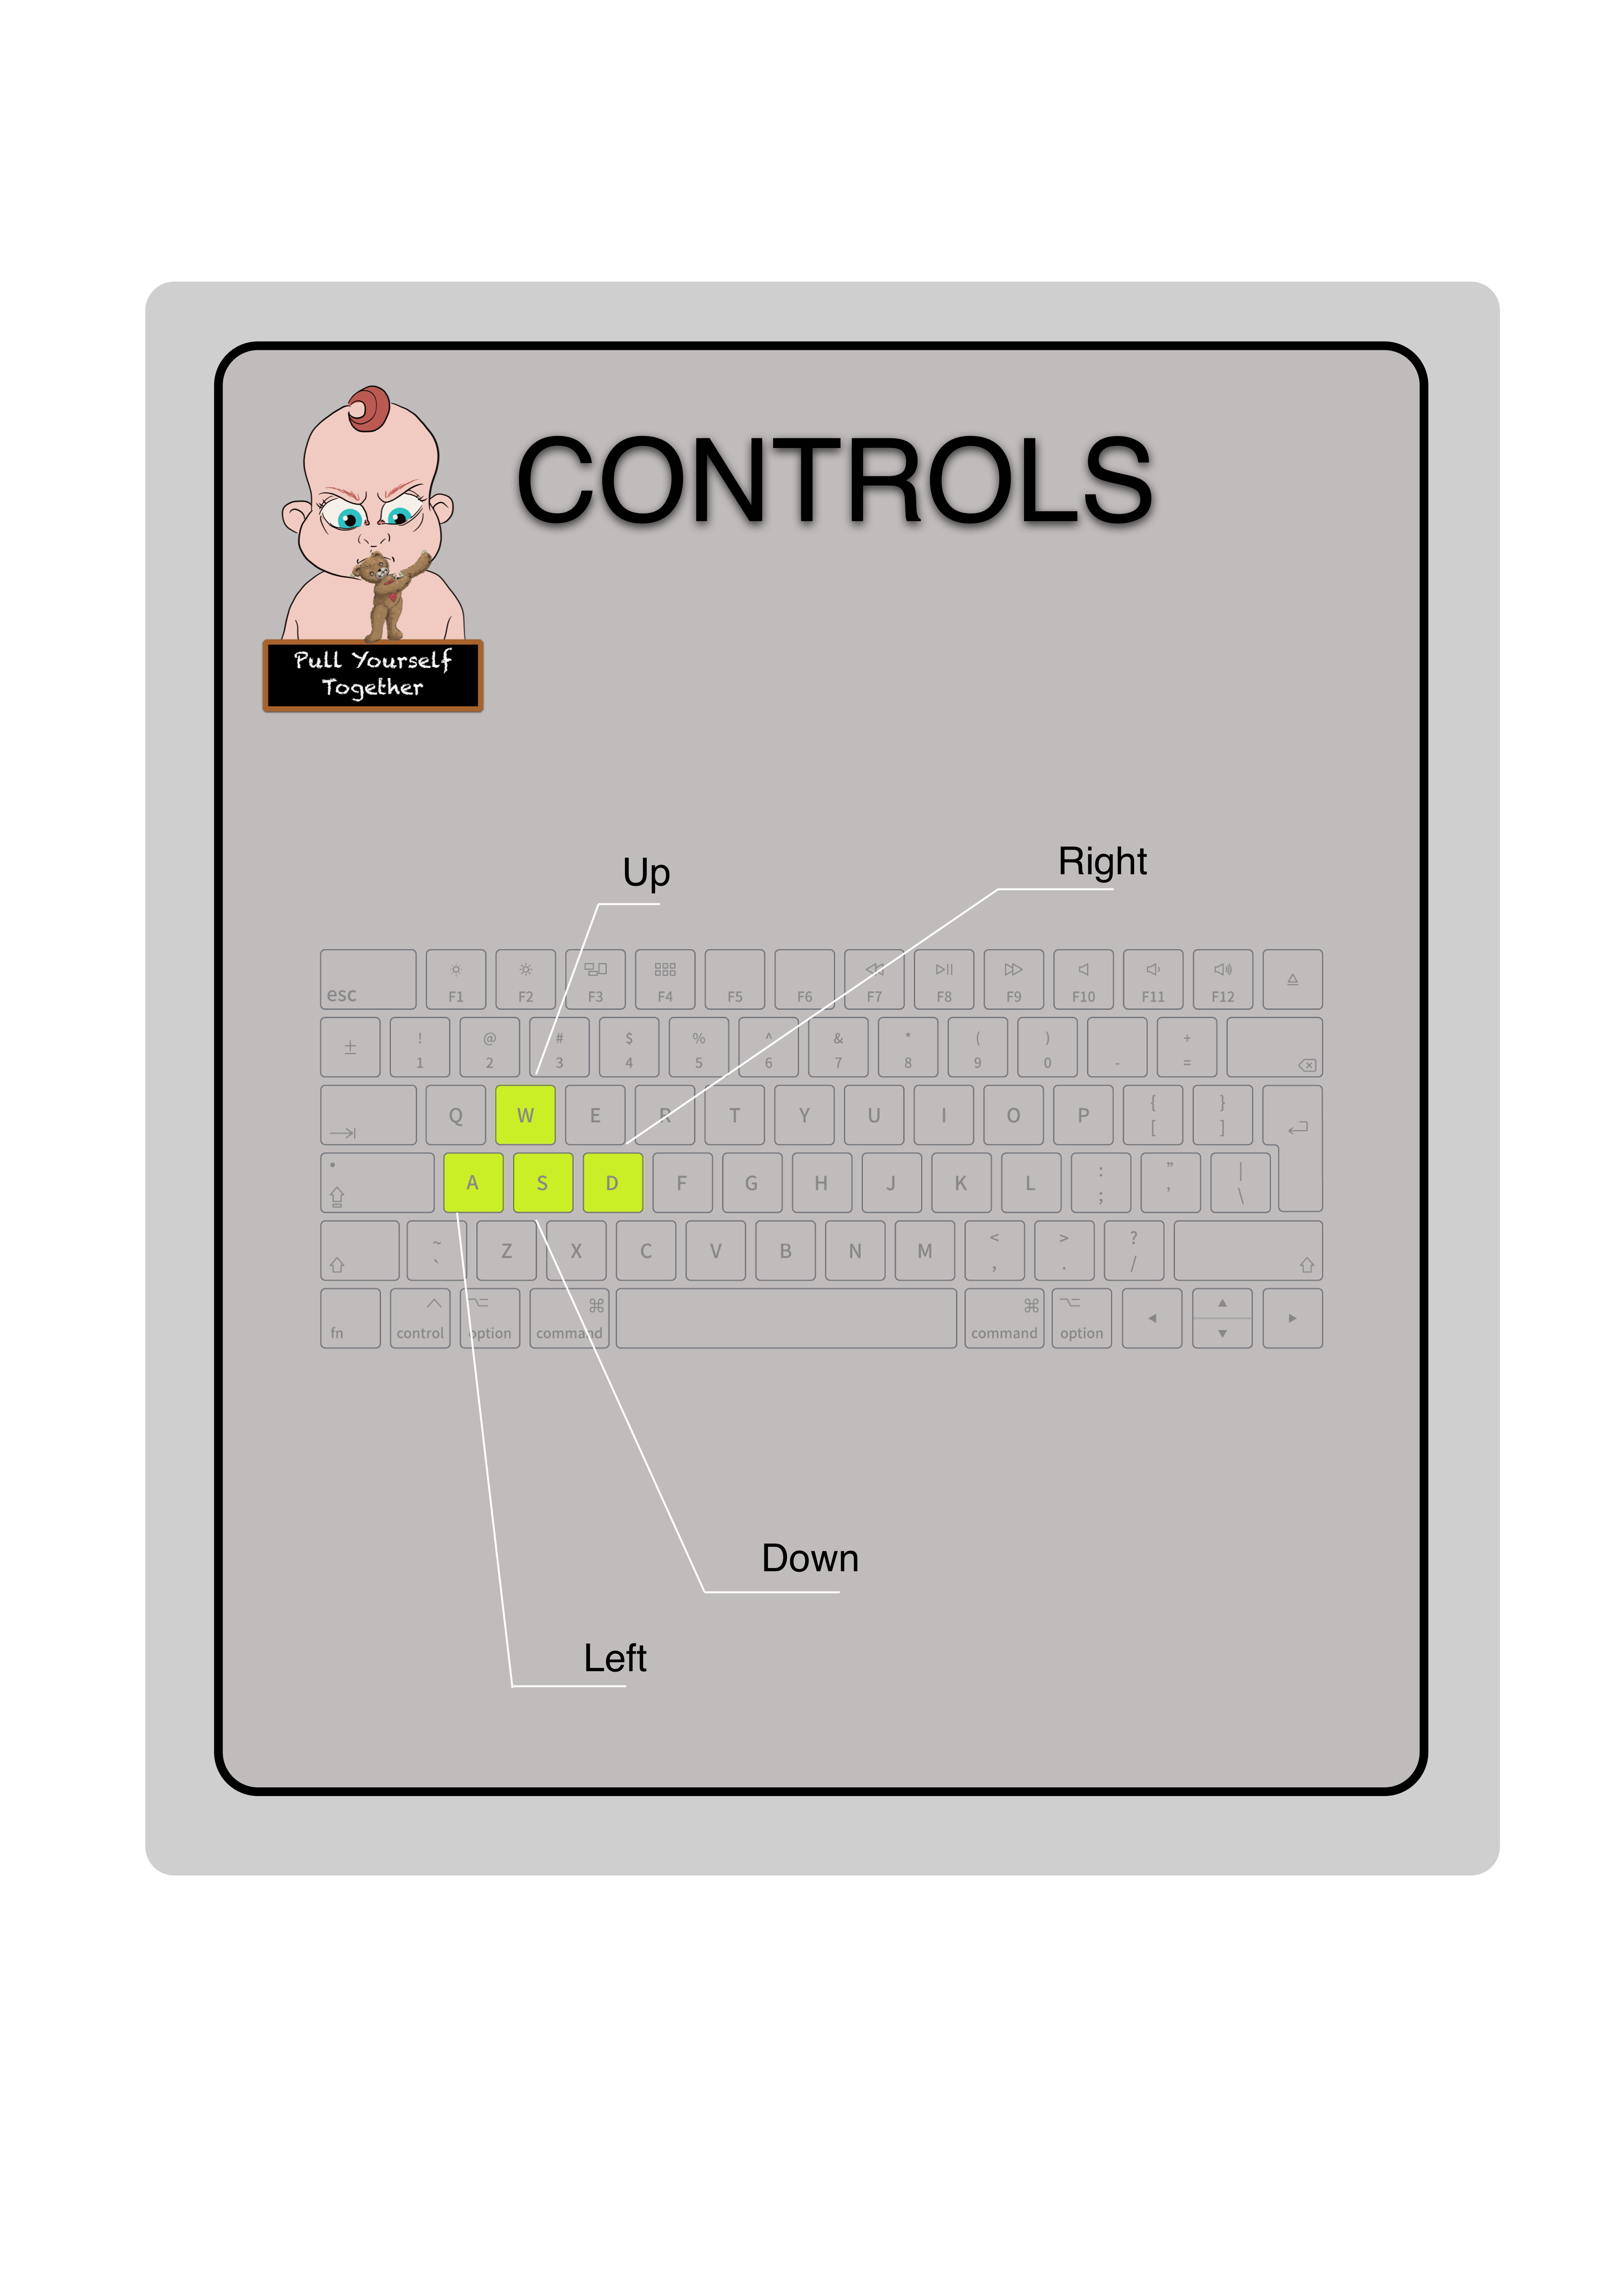 CONTROLS
Pull Yourself
Together
Up
Right
esc F1 F2 F3 F4 F5 F6 F7 F8 F9 F10 F11 F12
± ! 1 @ 2 # 3 $ 4 % 5 ^ 6 & 7 * 8 ( 9 ) 0 - + =
Q W E R T Y U I O P { [ } ]
A S D F G H J K L : ; " ' | \
~ ` Z X C V B N M < , > . ? /
fn control option command command option
Down
Left